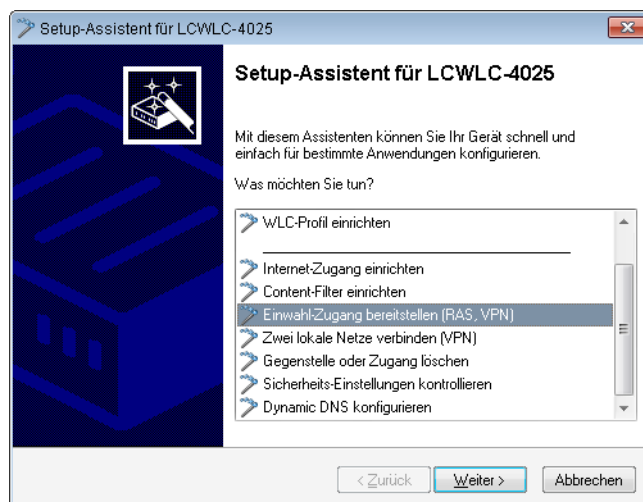 Setup-Assistent für LCWLC-4025
Setup-Assistent für LCWLC-4025
Mit diesem Assistenten können Sie Ihr Gerät schnell und
einfach für bestimmte Anwendungen konfigurieren.
Was möchten Sie tun?
WLC-Profil einrichten
Internet-Zugang einrichten
Content-Filter einrichten
Einwahl-Zugang bereitstellen (RAS, VPN)
Zwei lokale Netze verbinden (VPN)
Gegenstelle oder Zugang löschen
Sicherheits-Einstellungen kontrollieren
Dynamic DNS konfigurieren
< Zurück
Weiter >
Abbrechen